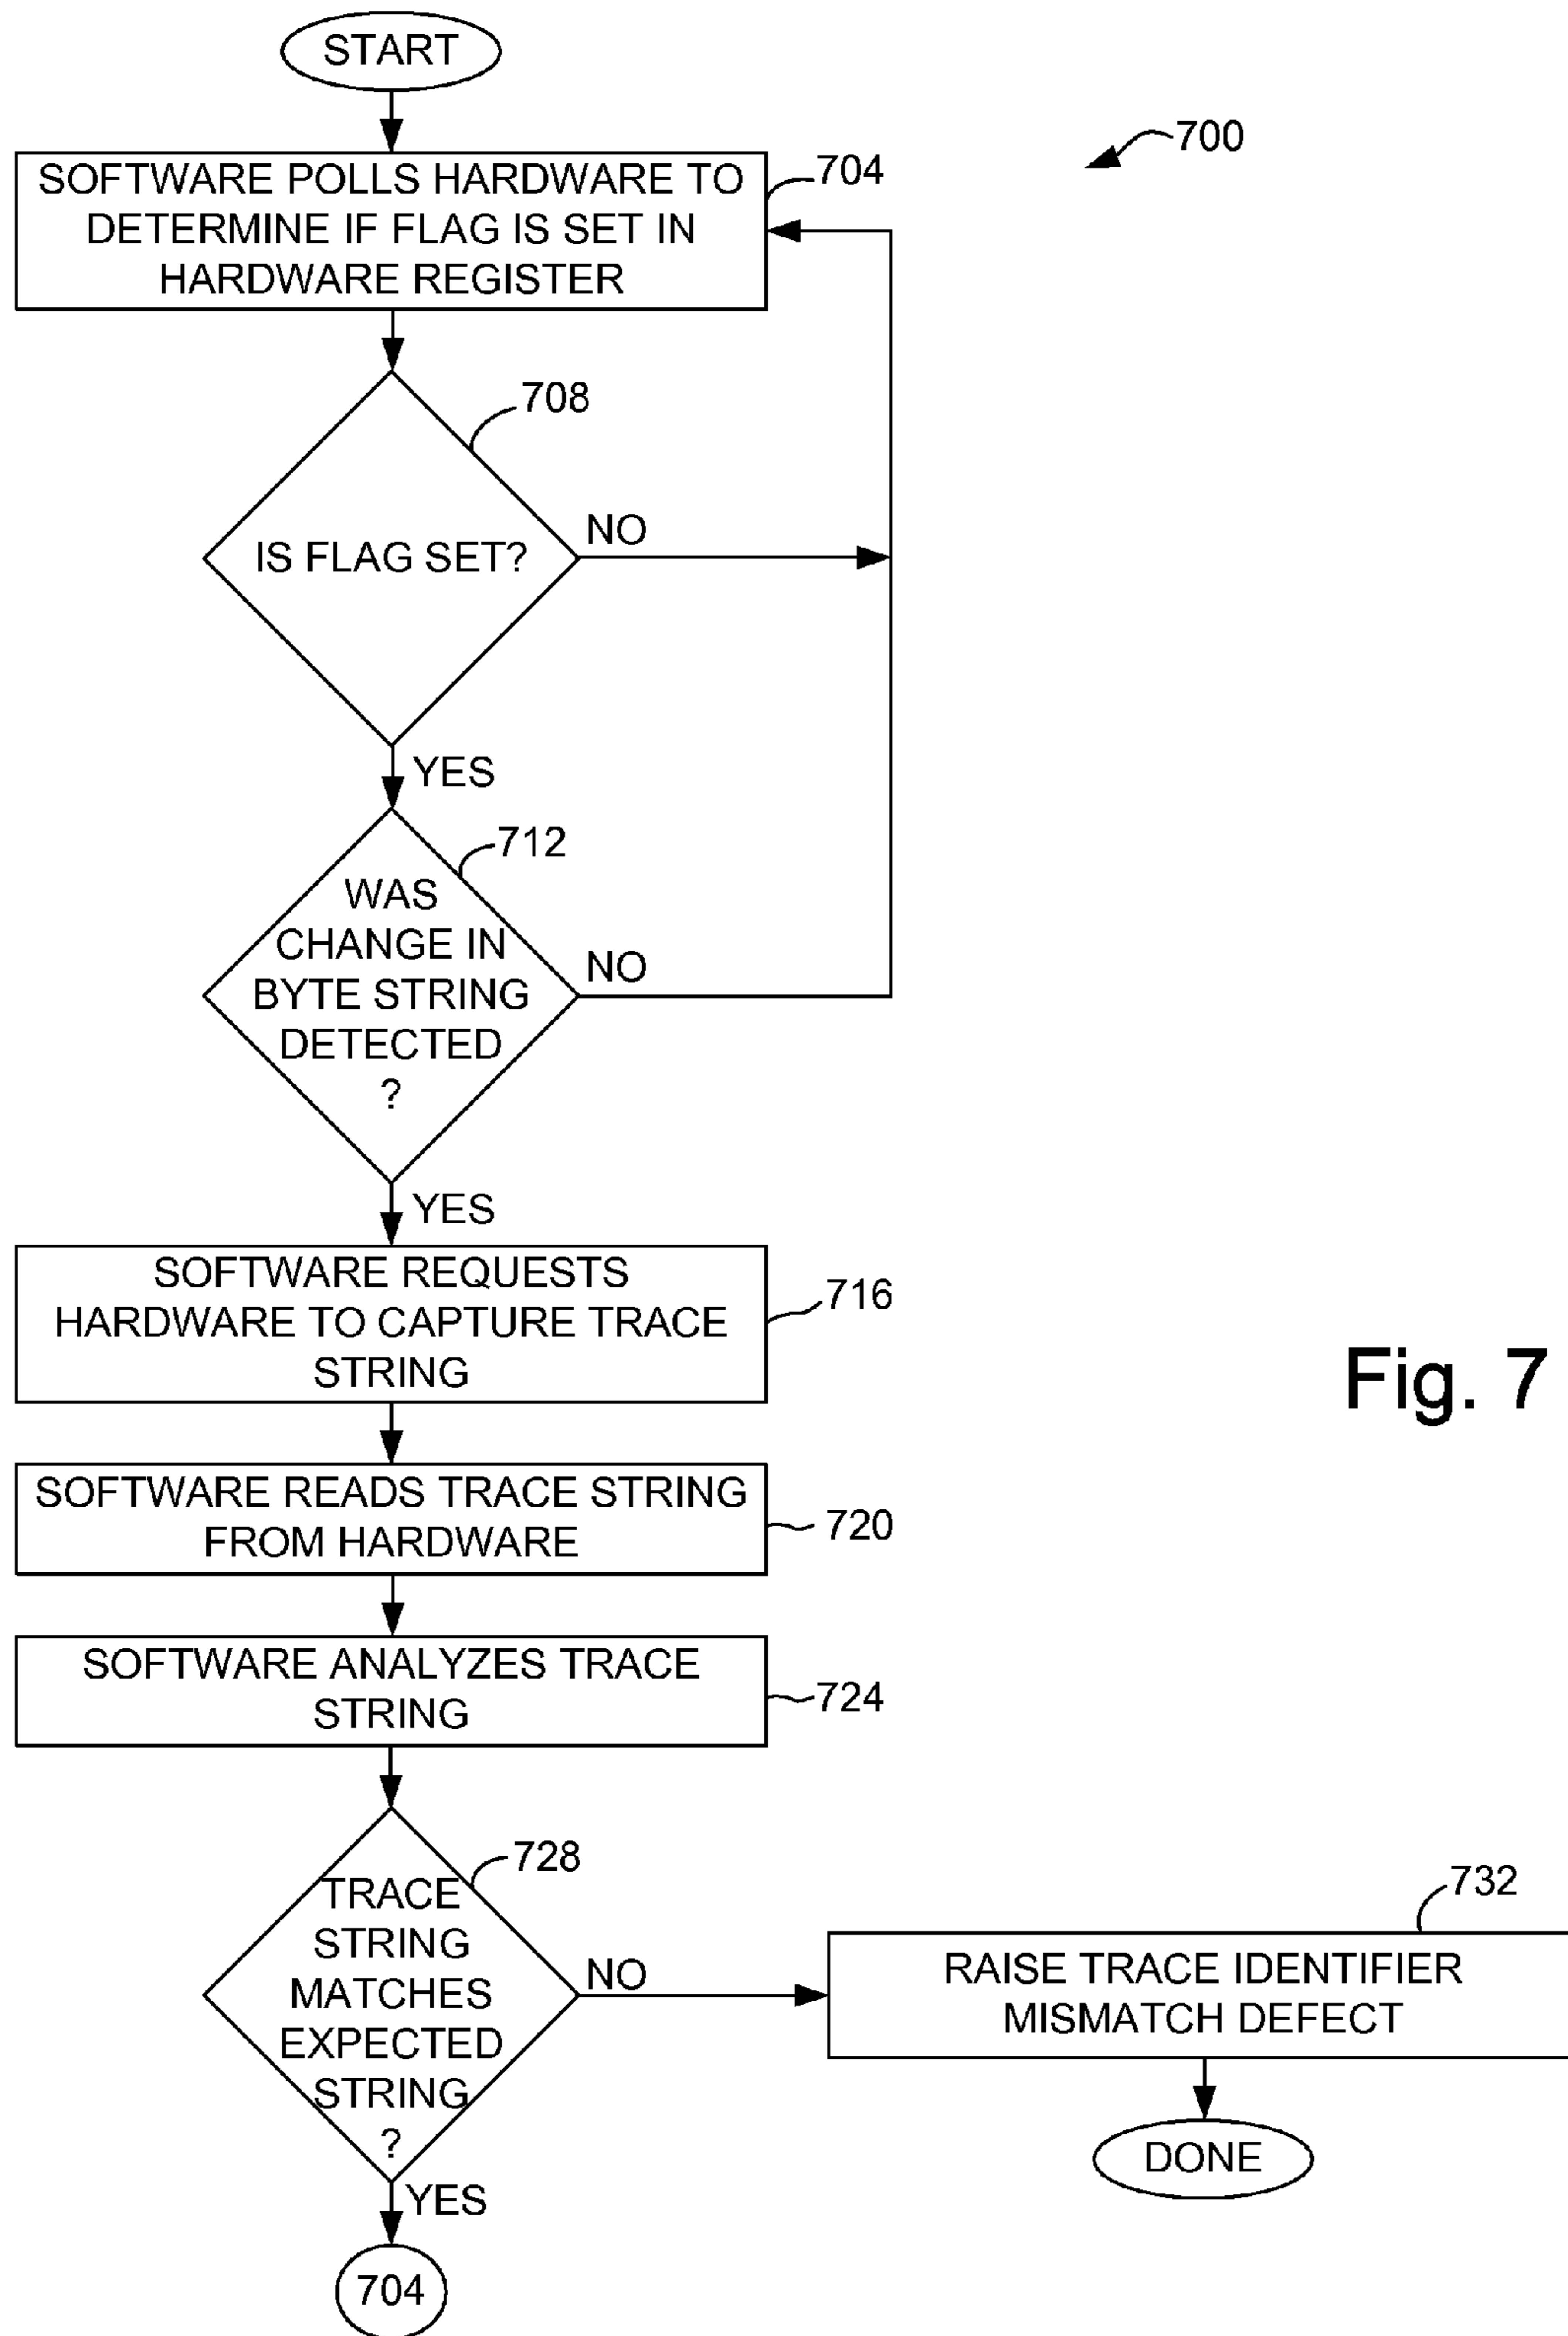 START
700
SOFTWARE POLLS HARDWARE TO
DETERMINE IF FLAG IS SET IN
HARDWARE REGISTER
704
708
IS FLAG SET?
NO
YES
712
WAS
CHANGE IN
BYTE STRING
DETECTED
?
NO
YES
SOFTWARE REQUESTS
HARDWARE TO CAPTURE TRACE
STRING
716
Fig. 7
SOFTWARE READS TRACE STRING
FROM HARDWARE
720
SOFTWARE ANALYZES TRACE
STRING
724
728
TRACE
STRING
MATCHES
EXPECTED
STRING
?
NO
732
RAISE TRACE IDENTIFIER
MISMATCH DEFECT
DONE
YES
704